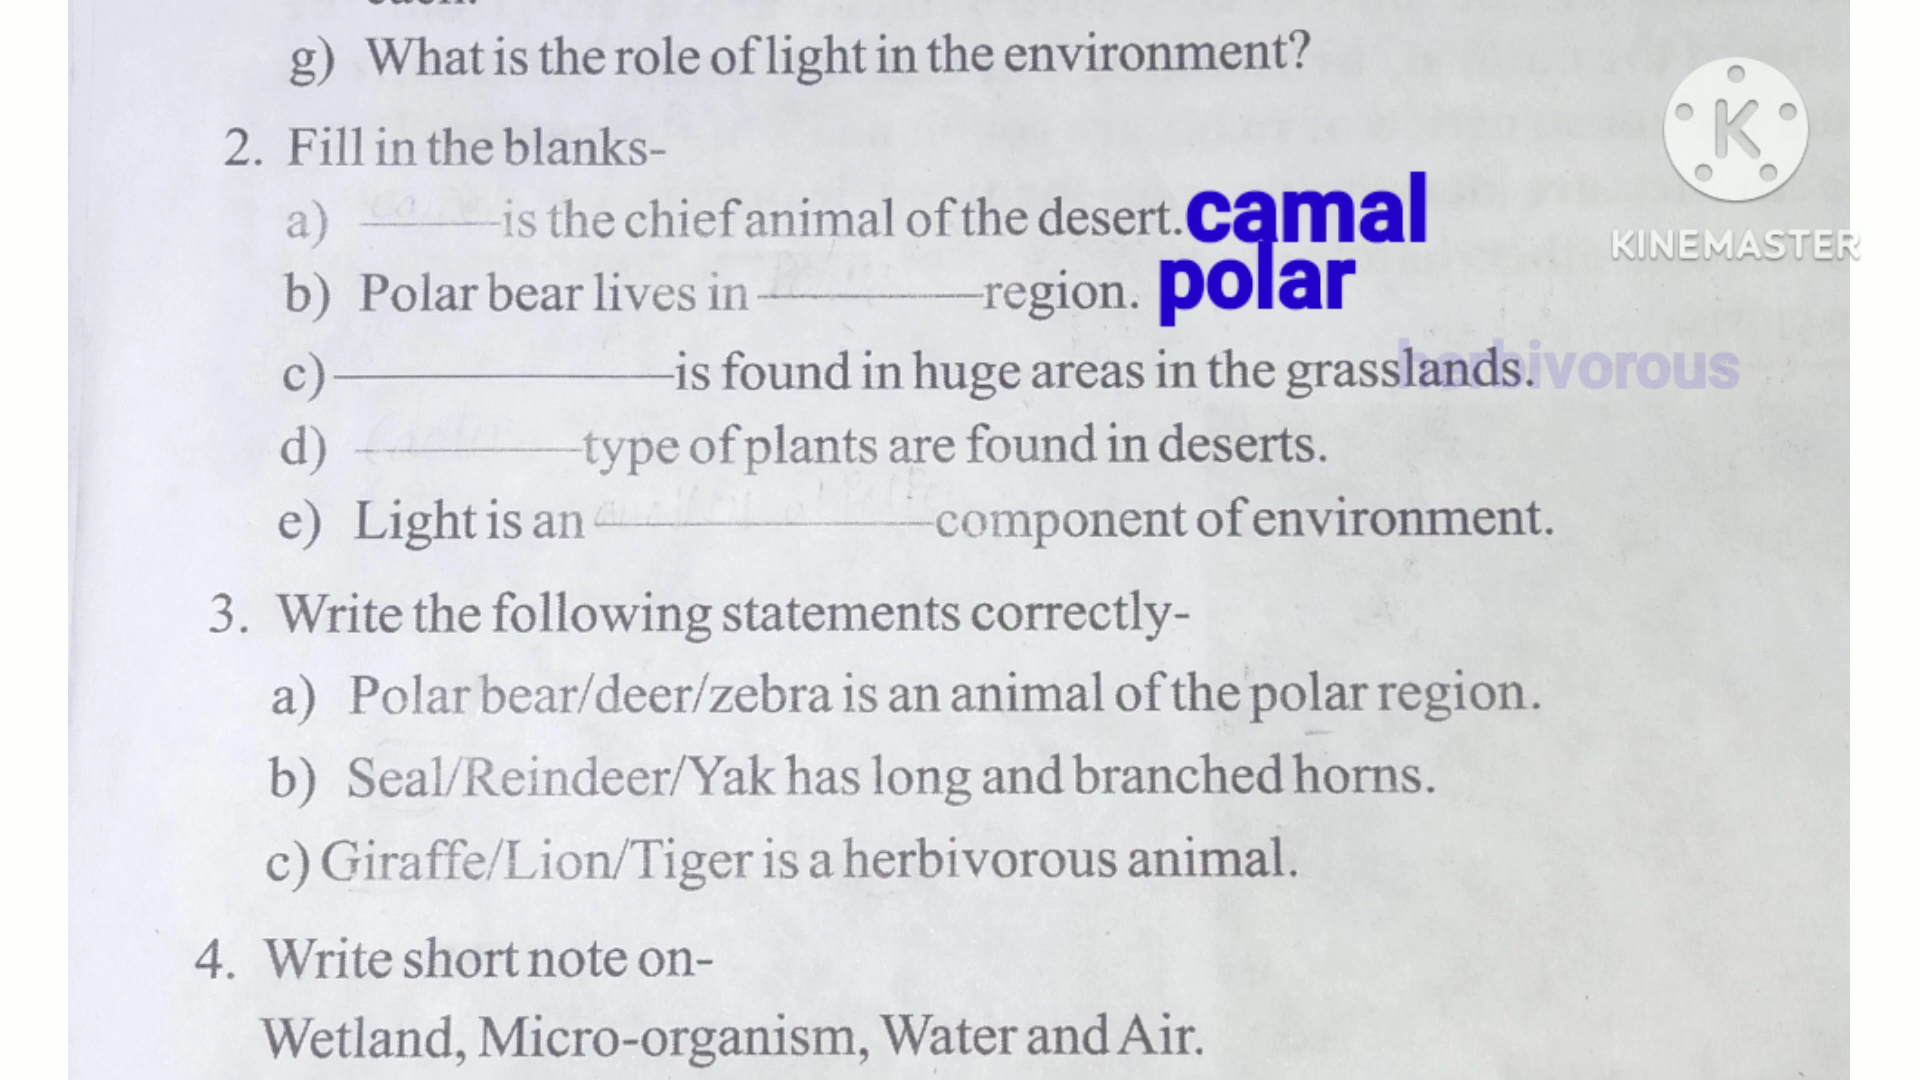 g) What is the role of light in the environment?
2. Fill in the blanks-
a) ———is the chief animal of the desert. camal
b) Polar bear lives in ————region. polar
c)——————is found in huge areas in the grasslands. herbivorous
d) ————type of plants are found in deserts.
e) Light is an ——————component of environment.
3. Write the following statements correctly-
a) Polar bear/deer/zebra is an animal of the polar region.
b) Seal/Reindeer/Yak has long and branched horns.
c) Giraffe/Lion/Tiger is a herbivorous animal.
4. Write short note on-
Wetland, Micro-organism, Water and Air.
K
KINEMASTER